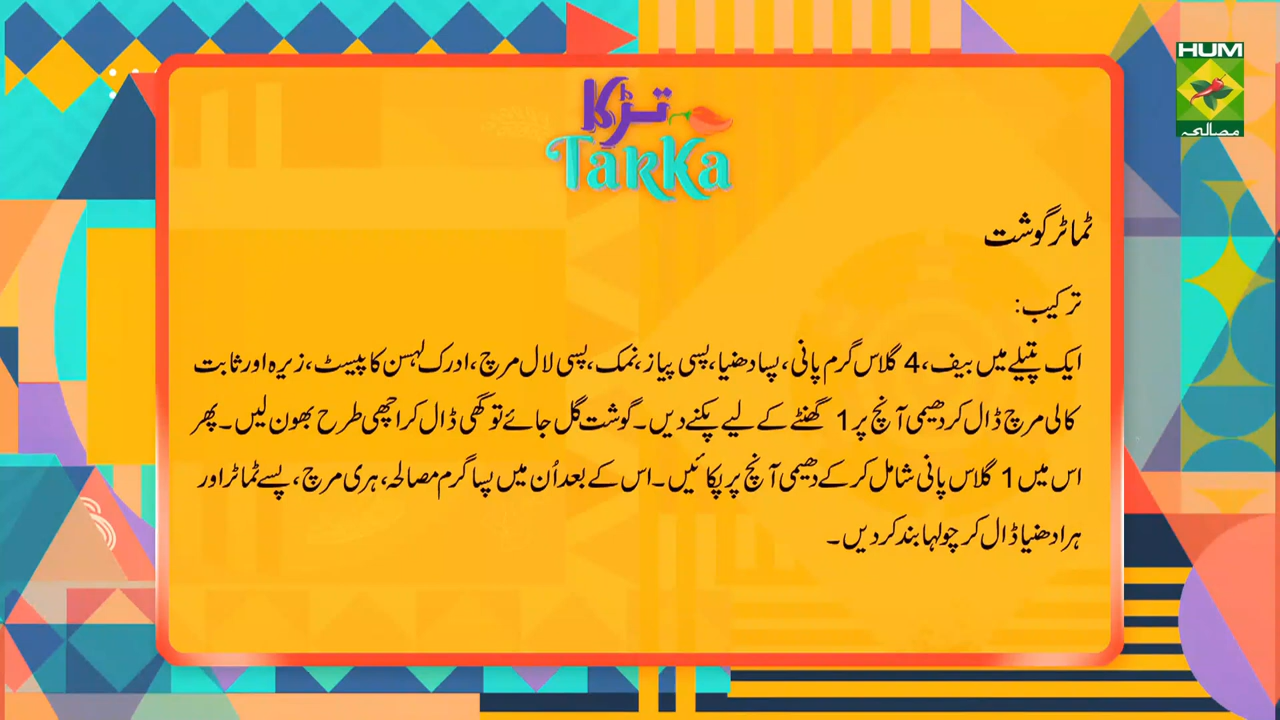 HUM
مصالحہ
تڑکا
Tarka
ٹماٹر گوشت
ترکیب:
ایک پتیلے میں بیف، 4 گلاس گرم پانی، پسا دھنیا، پسی پیاز، نمک، پسی لال مرچ، ادرک لہسن کا پیسٹ، زیرہ اور ثابت
کالی مرچ ڈال کر دھیمی آنچ پر 1 گھنٹے کے لیے پکنے دیں۔ گوشت گل جائے تو گھی ڈال کر اچھی طرح بھون لیں۔ پھر
اس میں 1 گلاس پانی شامل کر کے دھیمی آنچ پر پکائیں۔ اس کے بعد اُن میں پسا گرم مصالحہ، ہری مرچ، پسے ٹماٹر اور
ہرا دھنیا ڈال کر چولہا بند کر دیں۔